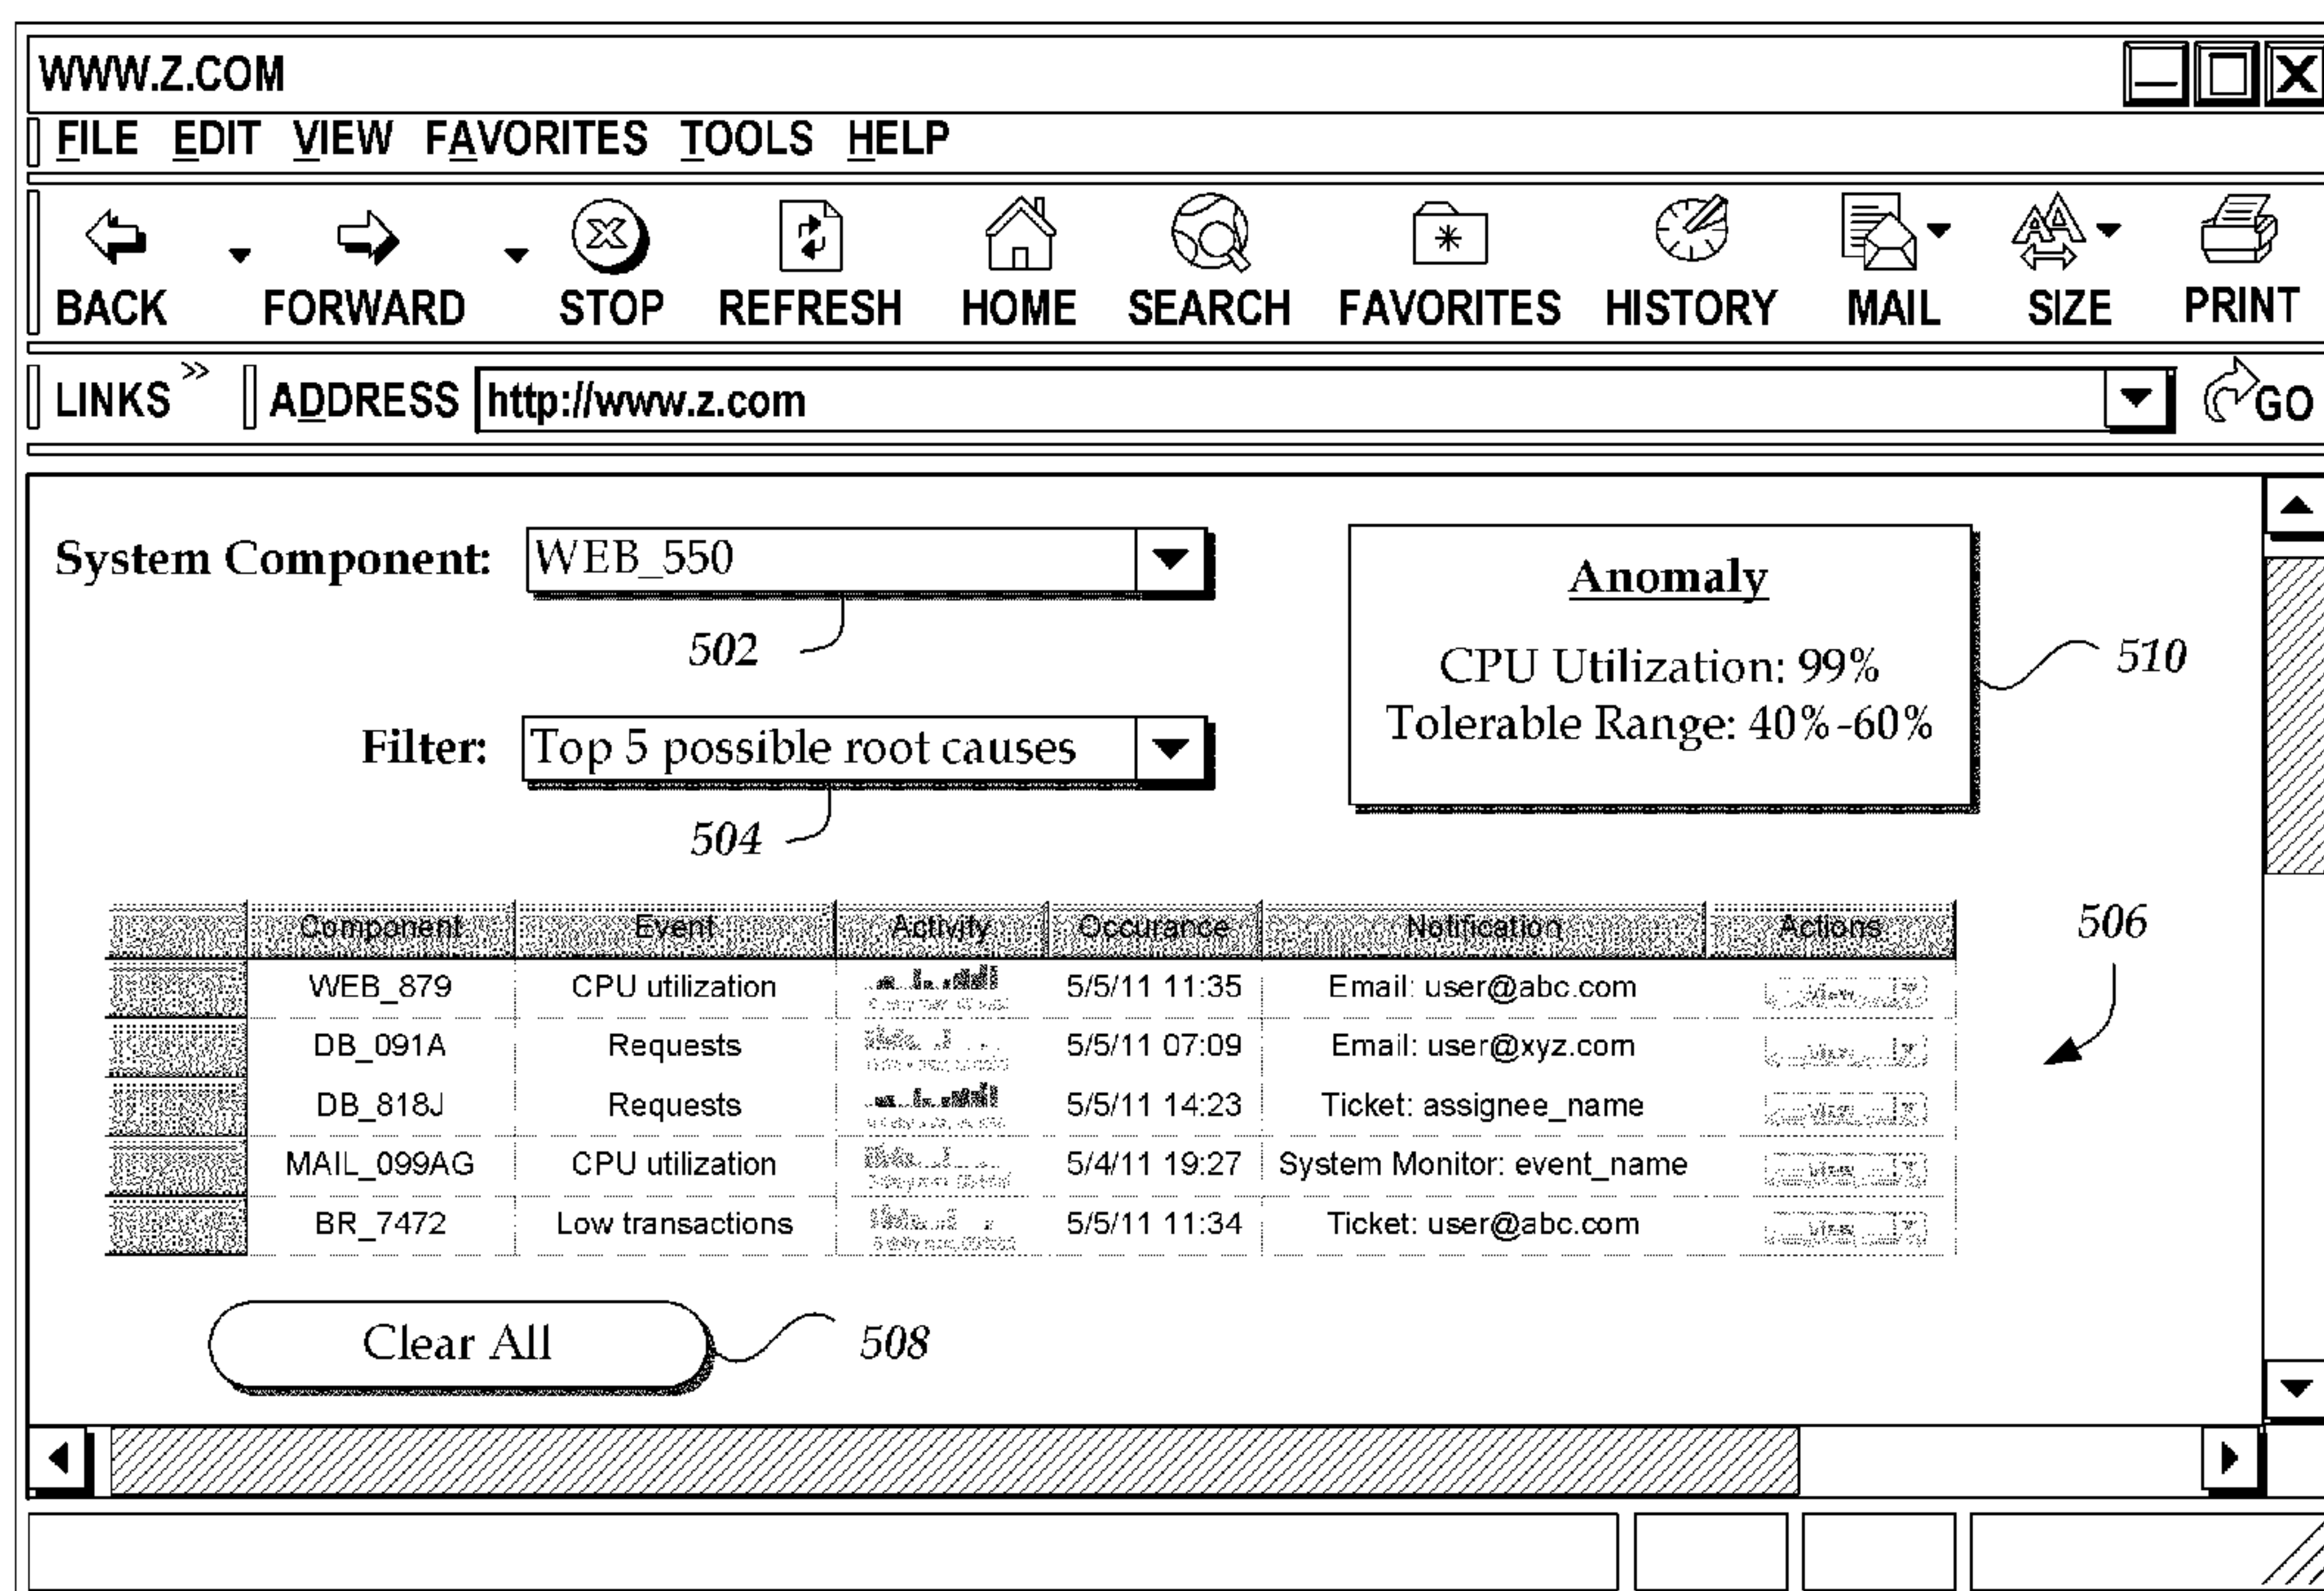 WWW.Z.COM
FILE EDIT VIEW FAVORITES TOOLS HELP
BACK FORWARD STOP REFRESH HOME SEARCH FAVORITES HISTORY MAIL SIZE PRINT
LINKS » ADDRESS http://www.z.com GO
System Component: WEB_550
502
Anomaly
CPU Utilization: 99%
Tolerable Range: 40%-60%
510
Filter: Top 5 possible root causes
504
Component Event Activity Occurance Notification Actions
506
WEB_879 CPU utilization 5/5/11 11:35 Email: user@abc.com View
DB_091A Requests 5/5/11 07:09 Email: user@xyz.com View
DB_818J Requests 5/5/11 14:23 Ticket: assignee_name View
MAIL_099AG CPU utilization 5/4/11 19:27 System Monitor: event_name View
BR_7472 Low transactions 5/5/11 11:34 Ticket: user@abc.com View
Clear All
508